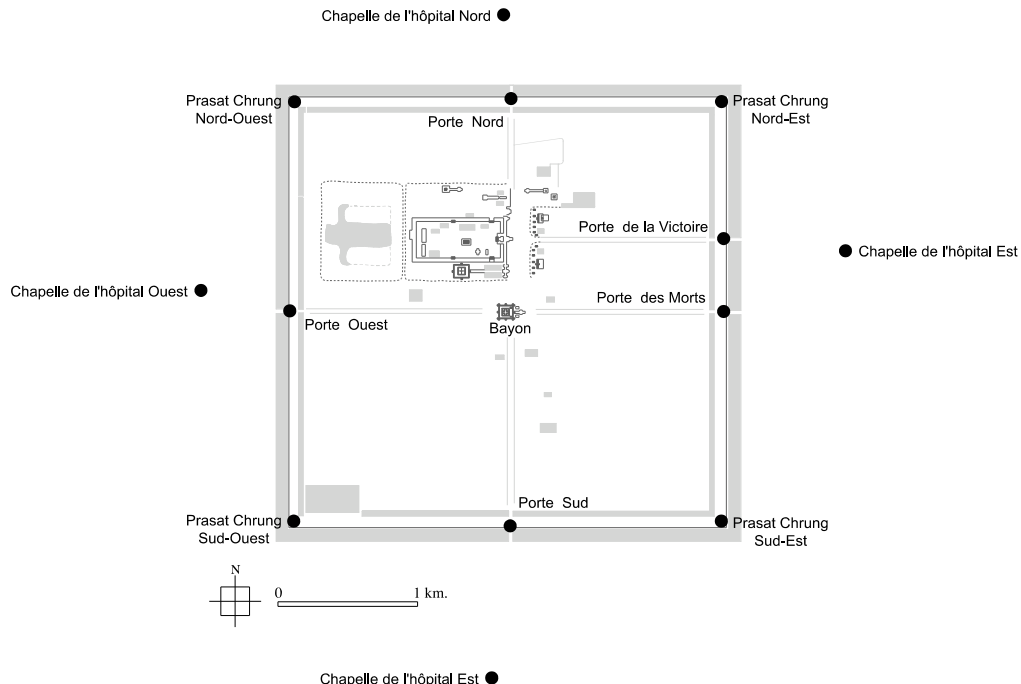 Chapelle de l'hôpital Nord
Prasat Chrung
Nord-Ouest
Prasat Chrung
Nord-Est
Porte Nord
Porte de la Victoire
Chapelle de l'hôpital Est
Chapelle de l'hôpital Ouest
Porte des Morts
Porte Ouest
Bayon
Porte Sud
Prasat Chrung
Sud-Ouest
Prasat Chrung
Sud-Est
N
0 1 km.
Chapelle de l'hôpital Est